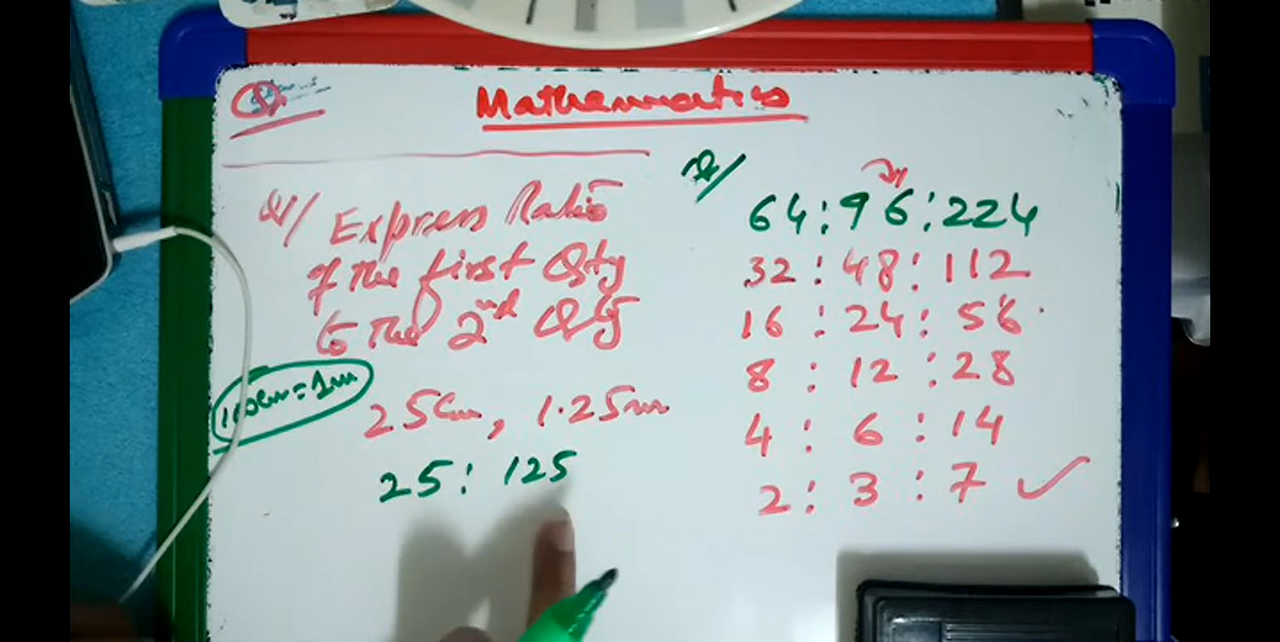 Mathematics
Q1/ Express Ratio
of the first Qty
to the 2nd Qty
100cm = 1m
25cm, 1.25m
25 : 125
64 : 96 : 224
32 : 48 : 112
16 : 24 : 56
8 : 12 : 28
4 : 6 : 14
2 : 3 : 7 ✓